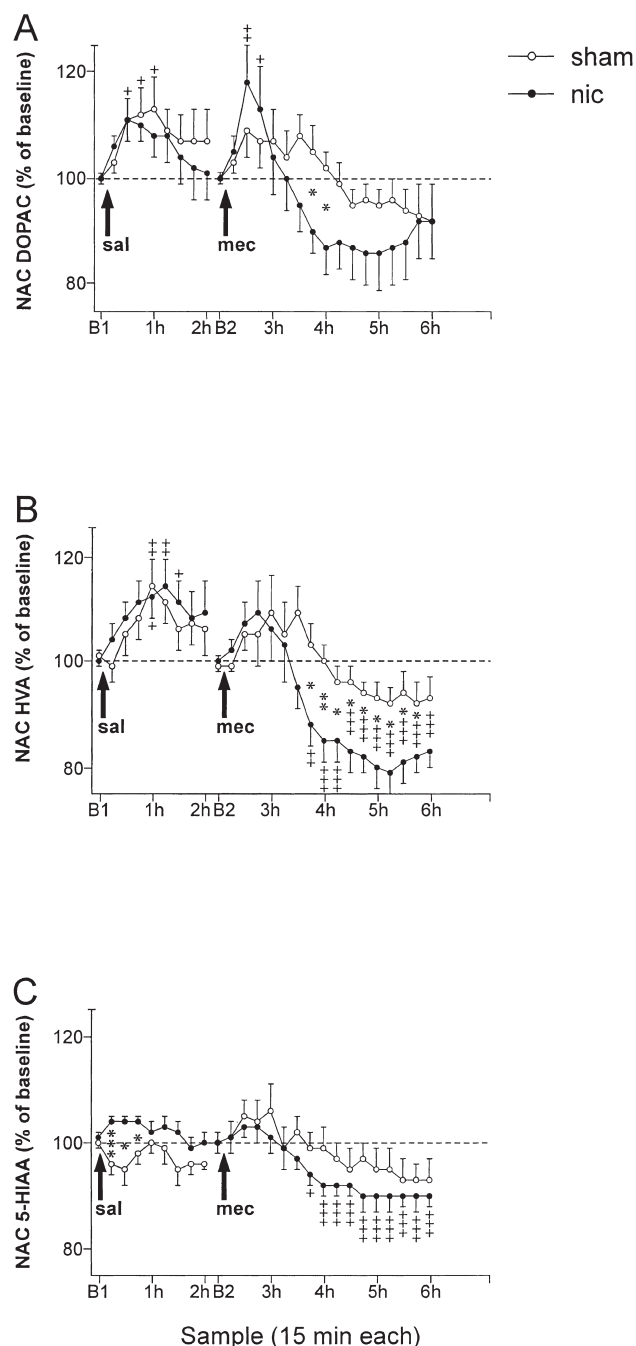 A
sham
nic
NAC DOPAC (% of baseline)
120
100
80
+
+
+
+
+
+
*
*
sal
mec
B1 1h 2h B2 3h 4h 5h 6h
B
NAC HVA (% of baseline)
120
100
80
sal
mec
B1 1h 2h B2 3h 4h 5h 6h
C
NAC 5-HIAA (% of baseline)
120
100
80
sal
mec
B1 1h 2h B2 3h 4h 5h 6h
Sample (15 min each)